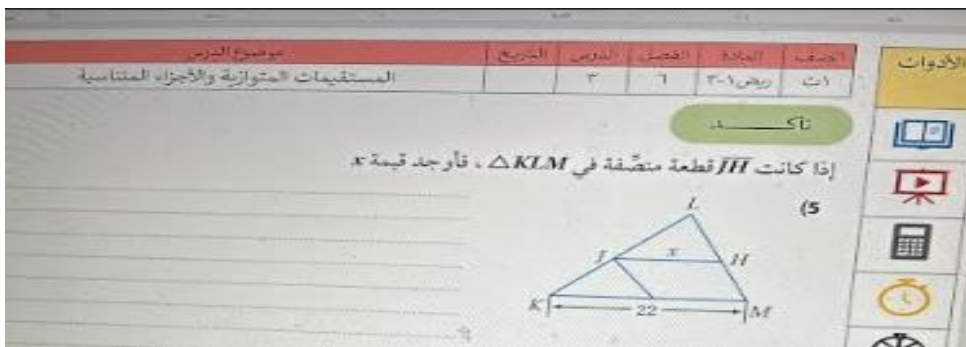 الأدوات
الصف المادة الفصل الدرس التاريخ موضوع الدرس
١ث ريض١-٣ ٦ ٣ المستقيمات المتوازية والأجزاء المتناسبة
تأكد
إذا كانت JH قطعة منصِّفة في △KLM ، فأوجد قيمة x
(5
L
J x H
K 22 M